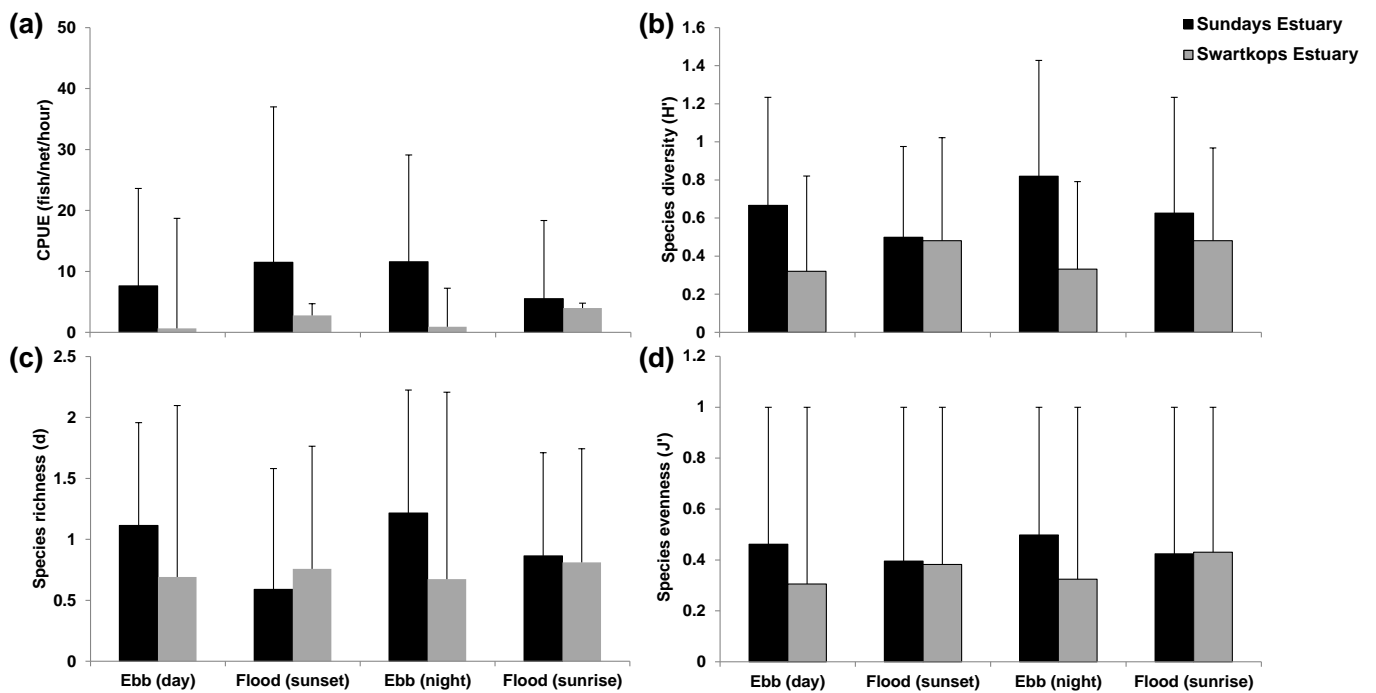 (a)
50
40
30
20
10
0
CPUE (fish/net/hour)
(b)
1.6
1.4
1.2
1
0.8
0.6
0.4
0.2
0
Species diversity (H')
Sundays Estuary
Swartkops Estuary
(c)
2.5
2
1.5
1
0.5
0
Species richness (d)
Ebb (day) Flood (sunset) Ebb (night) Flood (sunrise)
(d)
1.2
1
0.8
0.6
0.4
0.2
0
Species evenness (J')
Ebb (day) Flood (sunset) Ebb (night) Flood (sunrise)